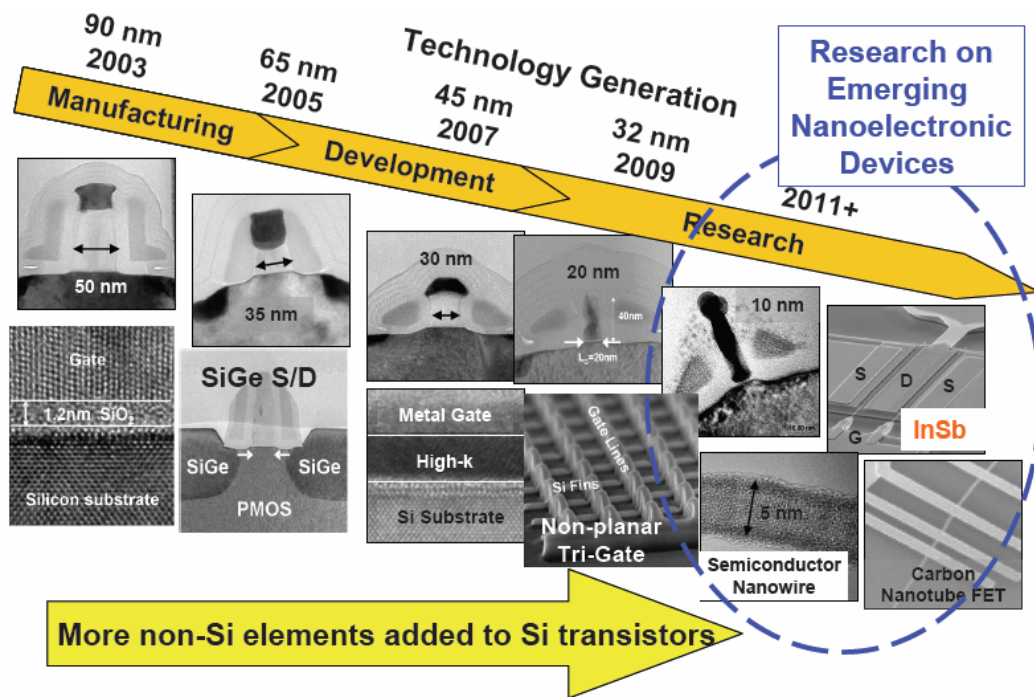 90 nm
2003
65 nm
2005
Technology Generation
45 nm
2007
32 nm
2009
2011+
Research on
Emerging
Nanoelectronic
Devices
Manufacturing
Development
Research
50 nm
35 nm
30 nm
20 nm
40nm
LG=20nm
10 nm
S
D
S
G
InSb
Gate
1.2nm SiO2
Silicon substrate
SiGe S/D
SiGe
SiGe
PMOS
Metal Gate
High-k
Si Substrate
Gate Lines
Si Fins
Non-planar
Tri-Gate
5 nm
Semiconductor
Nanowire
Carbon
Nanotube FET
More non-Si elements added to Si transistors